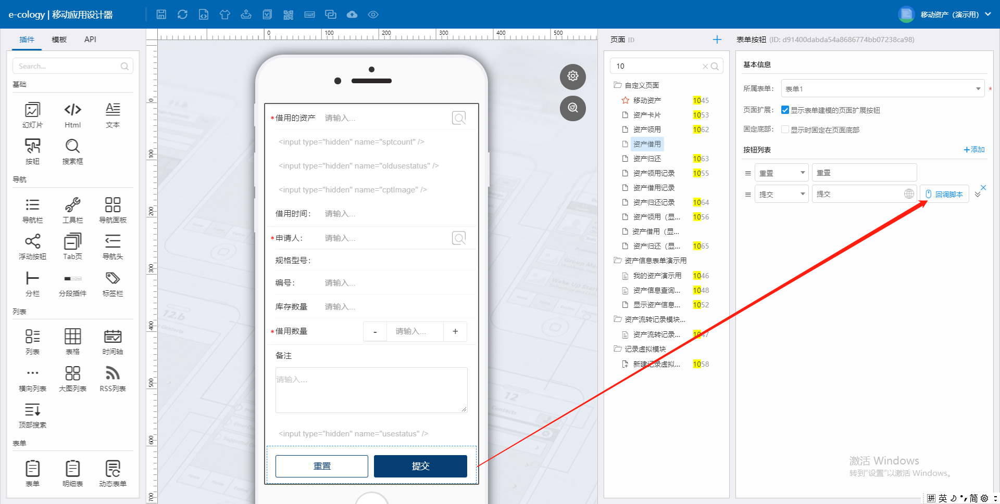 e-cology | 移动应用设计器
移动资产（演示用）
插件
模板
API
Search...
基础
幻灯片
Html
文本
按钮
搜索框
导航
导航栏
工具栏
导航面板
浮动按钮
Tab页
导航头
分栏
分段插件
标签栏
列表
列表
表格
时间轴
横向列表
大图列表
RSS列表
顶部搜索
表单
表单
明细表
动态表单
0 100 200 300 400 500
0
100
200
300
400
500
600
700
*借用的资产 请输入...
<input type="hidden" name="sptcount" />
<input type="hidden" name="oldusestatus" />
<input type="hidden" name="cptImage" />
借用时间： 请输入...
*申请人： 请输入...
规格型号：
编号： 请输入...
库存数量 请输入...
*借用数量 - 请输入... +
备注
请输入...
<input type="hidden" name="usestatus" />
重置 提交
页面 ID
10
自定义页面
移动资产 1045
资产卡片 1053
资产领用 1062
资产借用
资产归还 1063
资产领用记录 1055
资产借用记录
资产归还记录 1064
资产领用（显... 1056
资产借用（显...
资产归还（显... 1065
资产信息表单演示用
我的资产演示用 1046
资产信息查询... 1048
显示资产信息... 1052
资产流转记录模块...
资产流转记录... 1047
记录虚拟模块
新建记录虚拟... 1058
表单按钮 (ID: d91400dabda54a8686774bb07238ca98)
基本信息
所属表单： 表单1 *
页面扩展： 显示表单建模的页面扩展按钮
固定底部： 显示时固定在页面底部
按钮列表 +添加
重置 重置
提交 提交 回调脚本
激活 Windows
转到"设置"以激活 Windows。
拼 英 简